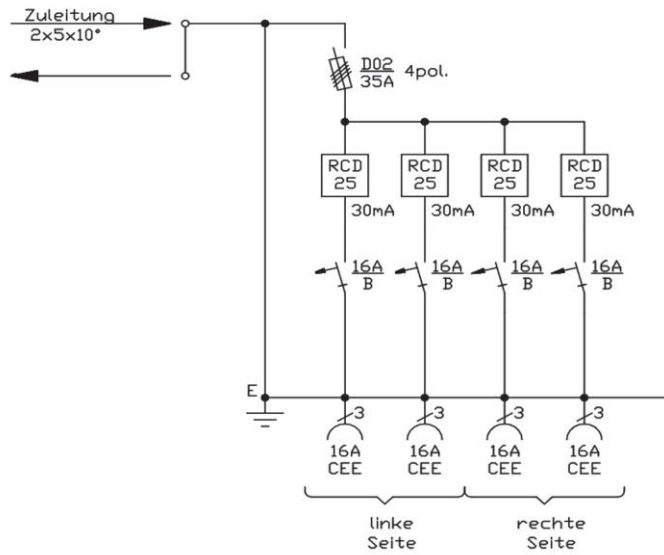 Zuleitung
2x5x10°
D02
35A 4pol.
RCD RCD RCD RCD
25 25 25 25
30mA 30mA 30mA 30mA
16A 16A 16A 16A
B B B B
E
3 3 3 3
16A 16A 16A 16A
CEE CEE CEE CEE
linke rechte
Seite Seite